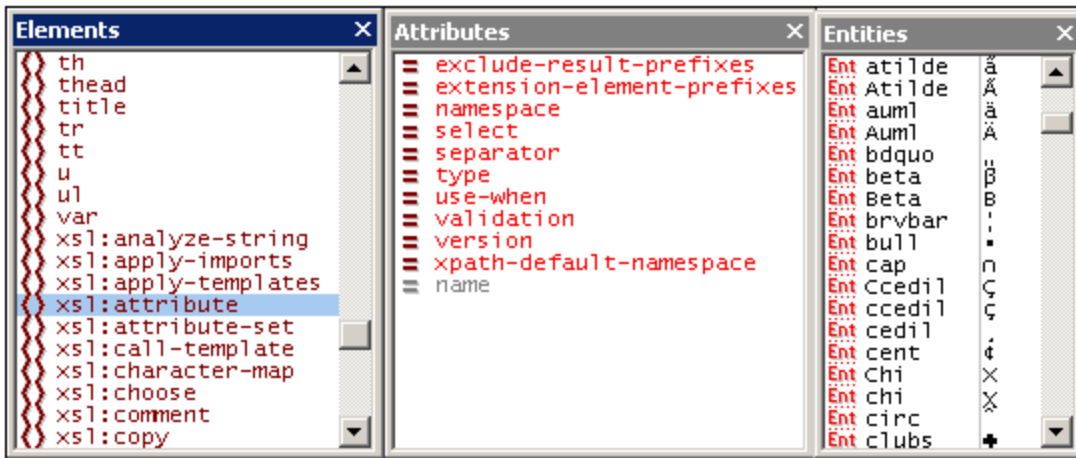 Elements
th
thead
title
tr
tt
u
ul
var
xsl:analyze-string
xsl:apply-imports
xsl:apply-templates
xsl:attribute
xsl:attribute-set
xsl:call-template
xsl:character-map
xsl:choose
xsl:comment
xsl:copy
Attributes
= exclude-result-prefixes
= extension-element-prefixes
= namespace
= select
= separator
= type
= use-when
= validation
= version
= xpath-default-namespace
= name
Entities
Ent atilde ã
Ent Atilde Ã
Ent auml ä
Ent Auml Ä
Ent bdquo „
Ent beta β
Ent Beta Β
Ent brvbar ¦
Ent bull •
Ent cap ∩
Ent Ccedil Ç
Ent ccedil ç
Ent cedil ¸
Ent cent ¢
Ent Chi Χ
Ent chi χ
Ent circ
Ent clubs ♣